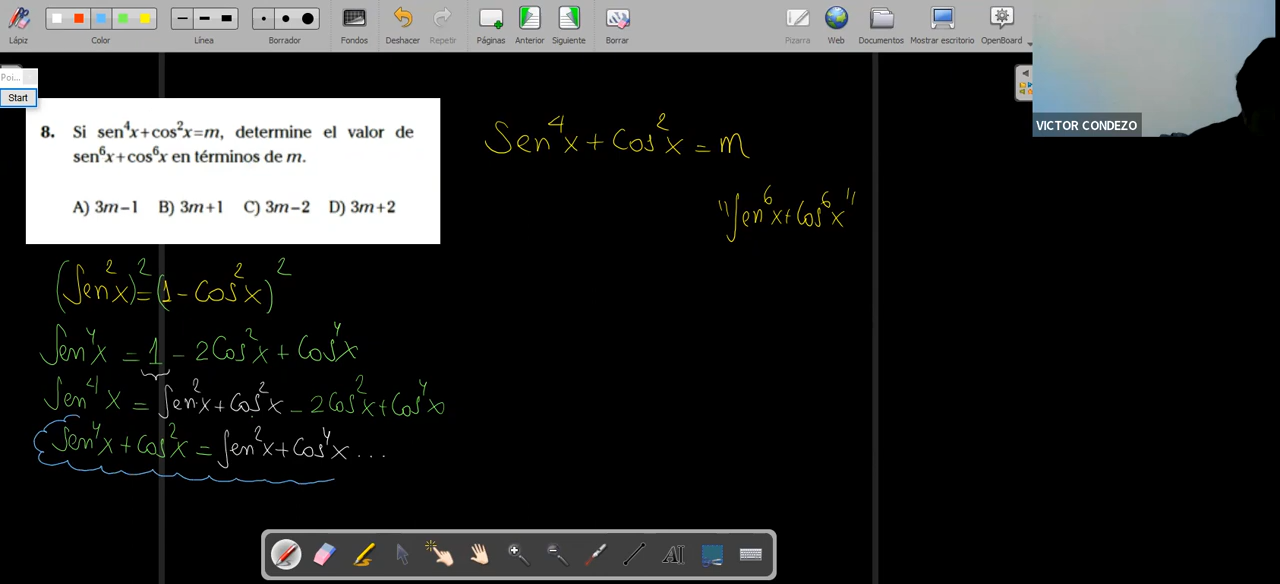 Lápiz Color Línea Borrador Fondos Deshacer Repetir Páginas Anterior Siguiente Borrar Pizarra Web Documentos Mostrar escritorio OpenBoard
Poi...
Start
VICTOR CONDEZO
8. Si sen⁴x+cos²x=m, determine el valor de
sen⁶x+cos⁶x en términos de m.
A) 3m−1 B) 3m+1 C) 3m−2 D) 3m+2
Sen⁴x + Cos²x = m
"Sen⁶x + Cos⁶x"
(Sen²x)² = (1 − Cos²x)²
Sen⁴x = 1 − 2Cos²x + Cos⁴x
Sen⁴x = Sen²x + Cos²x − 2Cos²x + Cos⁴x
Sen⁴x + Cos²x = Sen²x + Cos⁴x ...
AI